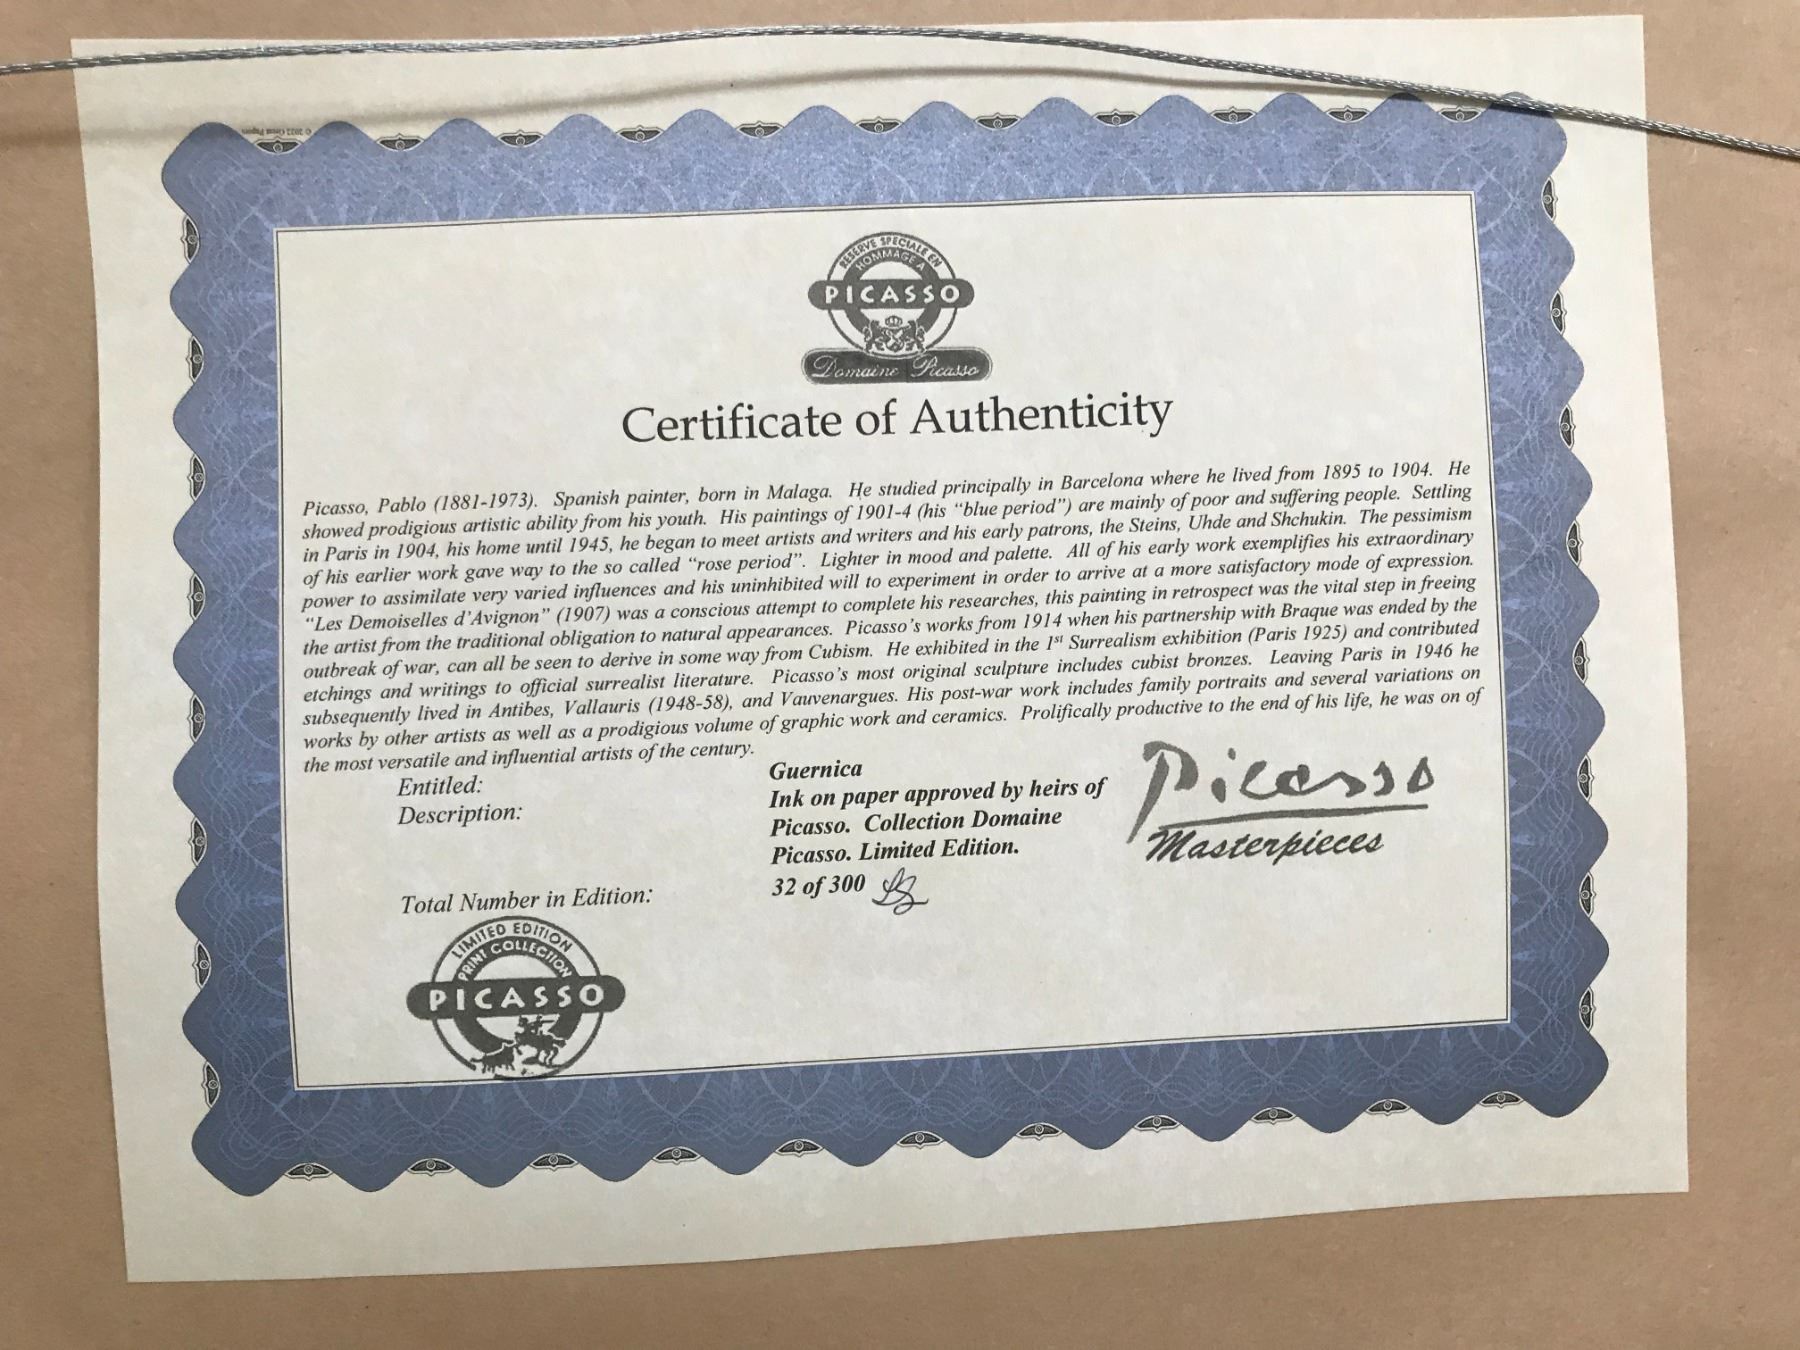 © 2022 Great Papers
RESERVE SPECIALE EN
HOMMAGE A
PICASSO
Domaine Picasso
Certificate of Authenticity
Picasso, Pablo (1881-1973). Spanish painter, born in Malaga. He studied principally in Barcelona where he lived from 1895 to 1904. He
showed prodigious artistic ability from his youth. His paintings of 1901-4 (his “blue period”) are mainly of poor and suffering people. Settling
in Paris in 1904, his home until 1945, he began to meet artists and writers and his early patrons, the Steins, Uhde and Shchukin. The pessimism
of his earlier work gave way to the so called “rose period”. Lighter in mood and palette. All of his early work exemplifies his extraordinary
power to assimilate very varied influences and his uninhibited will to experiment in order to arrive at a more satisfactory mode of expression.
“Les Demoiselles d’Avignon” (1907) was a conscious attempt to complete his researches, this painting in retrospect was the vital step in freeing
the artist from the traditional obligation to natural appearances. Picasso’s works from 1914 when his partnership with Braque was ended by the
outbreak of war, can all be seen to derive in some way from Cubism. He exhibited in the 1st Surrealism exhibition (Paris 1925) and contributed
etchings and writings to official surrealist literature. Picasso’s most original sculpture includes cubist bronzes. Leaving Paris in 1946 he
subsequently lived in Antibes, Vallauris (1948-58), and Vauvenargues. His post-war work includes family portraits and several variations on
works by other artists as well as a prodigious volume of graphic work and ceramics. Prolifically productive to the end of his life, he was on of
the most versatile and influential artists of the century.
Entitled: Guernica
Description: Ink on paper approved by heirs of
Picasso. Collection Domaine
Picasso. Limited Edition.
Total Number in Edition: 32 of 300
Picasso
Masterpieces
LIMITED EDITION
PRINT COLLECTION
PICASSO